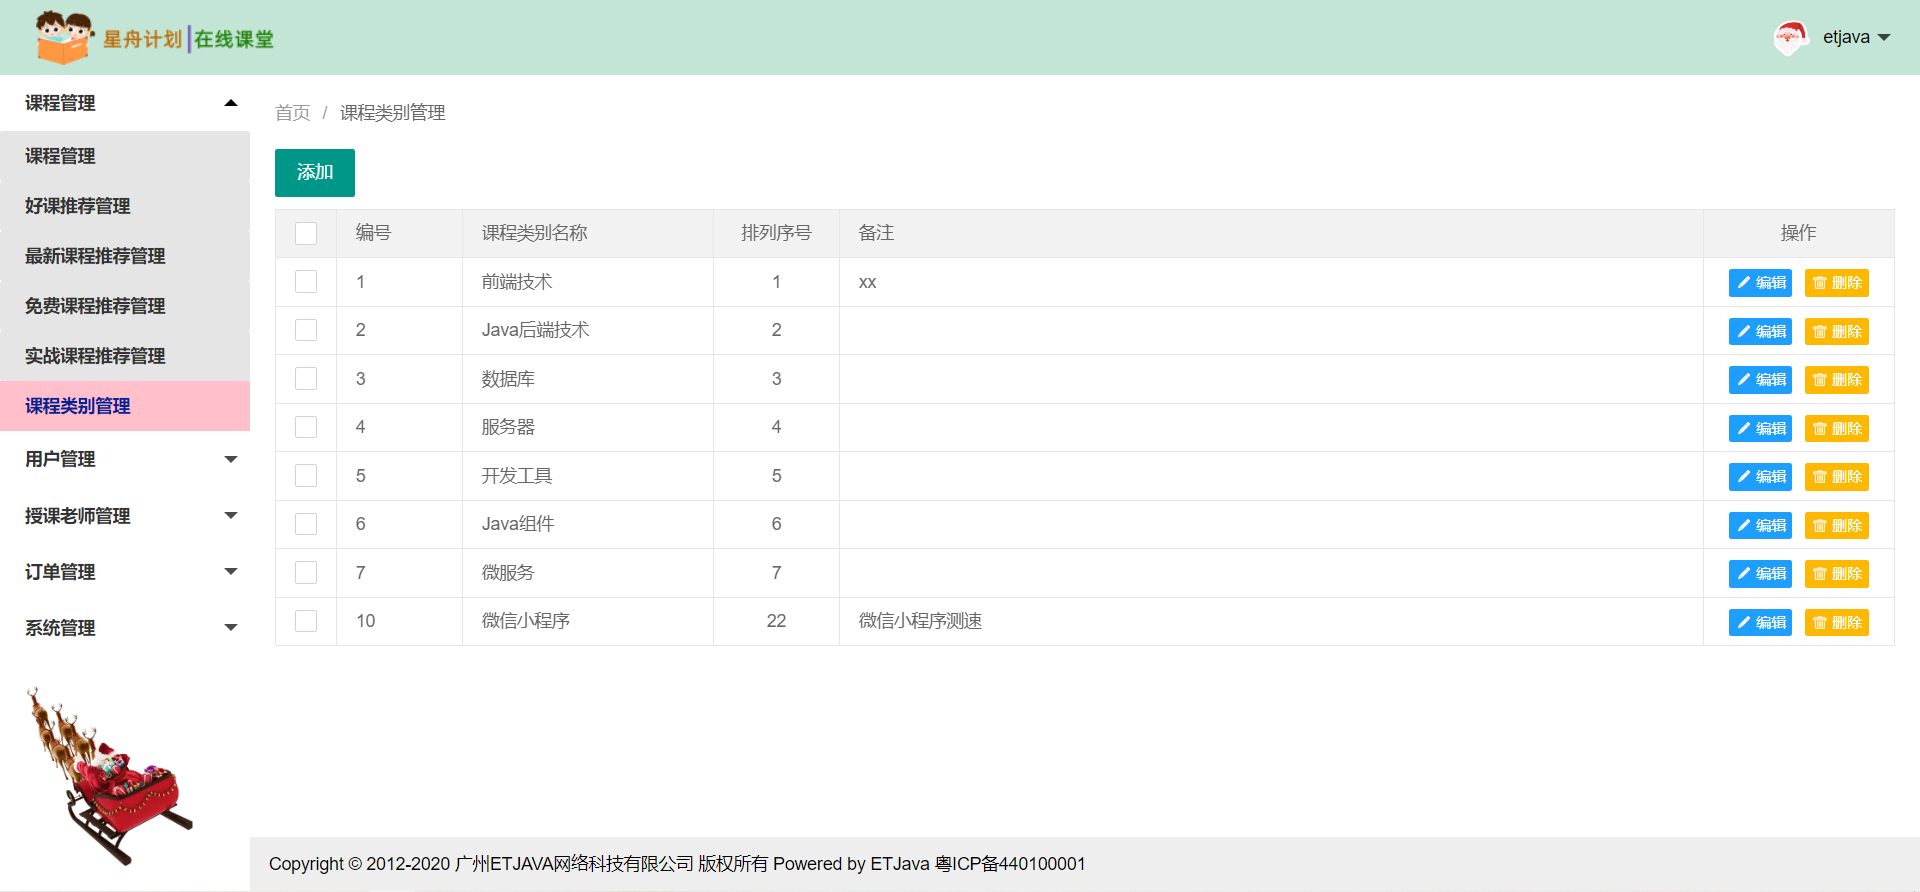 星舟计划|在线课堂
etjava
课程管理
课程管理
好课推荐管理
最新课程推荐管理
免费课程推荐管理
实战课程推荐管理
课程类别管理
用户管理
授课老师管理
订单管理
系统管理
首页 / 课程类别管理
添加
编号 课程类别名称 排列序号 备注 操作
1 前端技术 1 xx 编辑 删除
2 Java后端技术 2 编辑 删除
3 数据库 3 编辑 删除
4 服务器 4 编辑 删除
5 开发工具 5 编辑 删除
6 Java组件 6 编辑 删除
7 微服务 7 编辑 删除
10 微信小程序 22 微信小程序测速 编辑 删除
Copyright © 2012-2020 广州ETJAVA网络科技有限公司 版权所有 Powered by ETJava 粤ICP备440100001